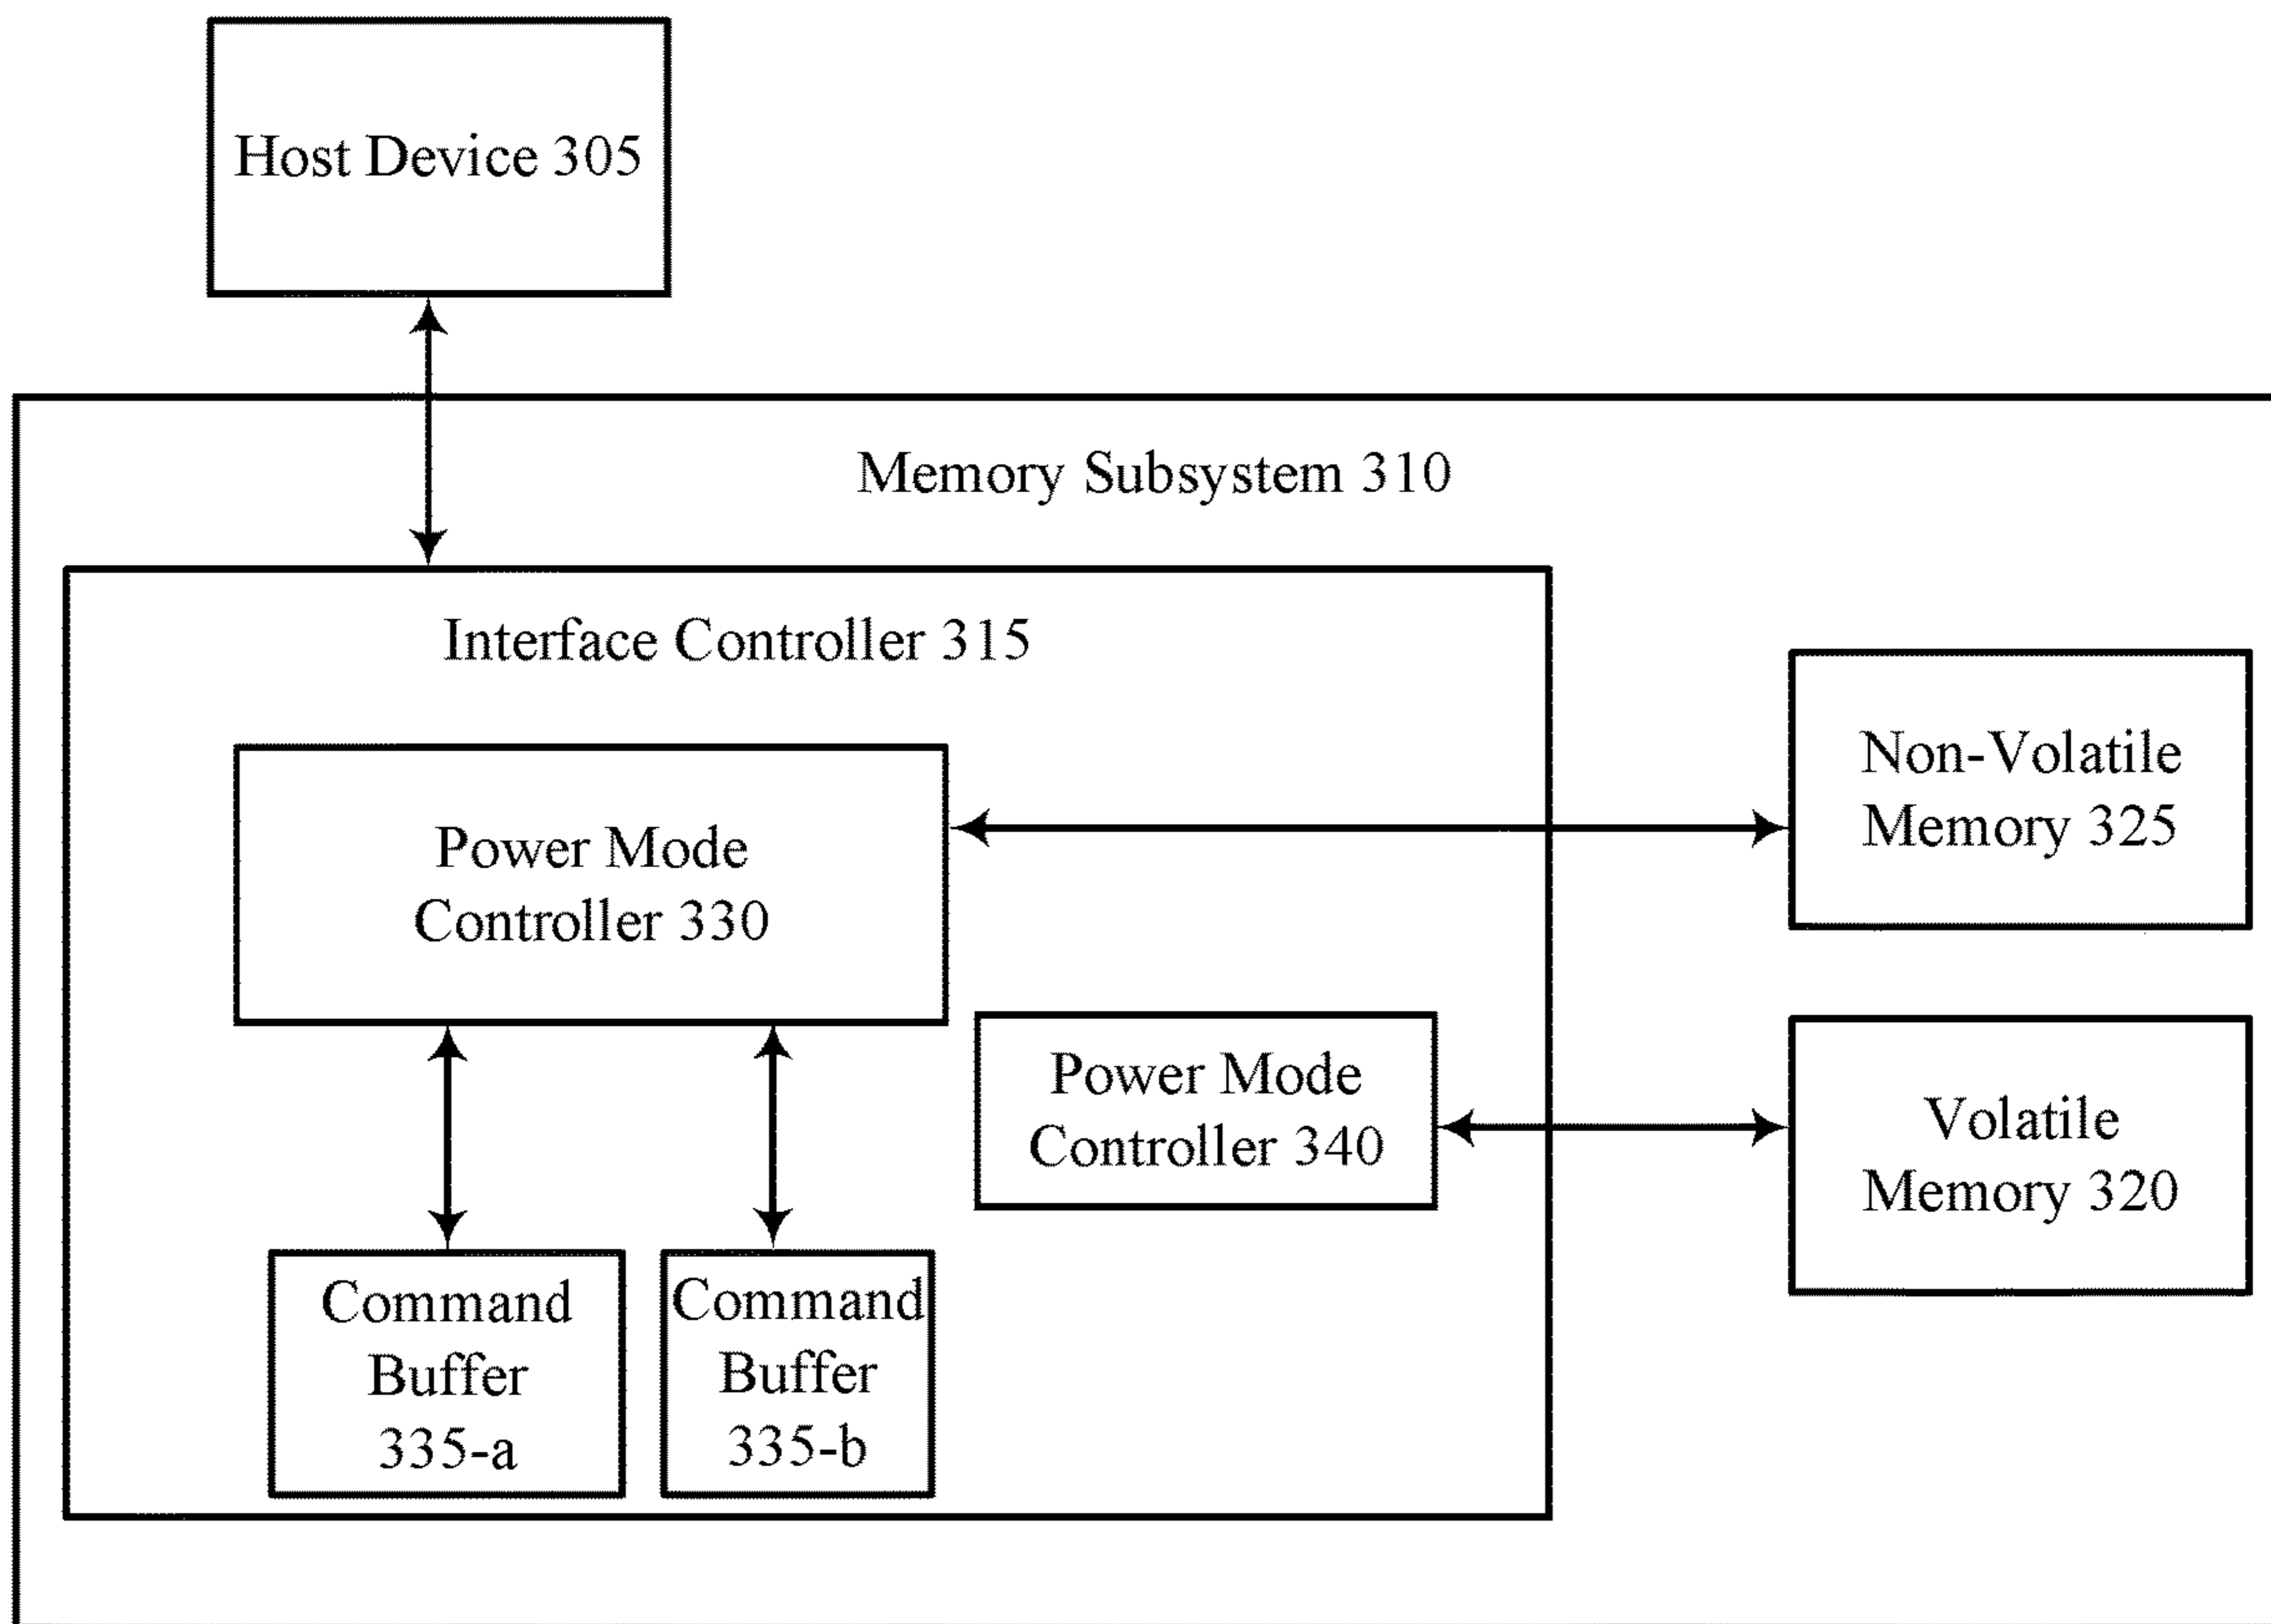 Host Device 305
Memory Subsystem 310
Interface Controller 315
Non-Volatile
Memory 325
Power Mode
Controller 330
Power Mode
Controller 340
Volatile
Memory 320
Command
Buffer
335-a
Command
Buffer
335-b